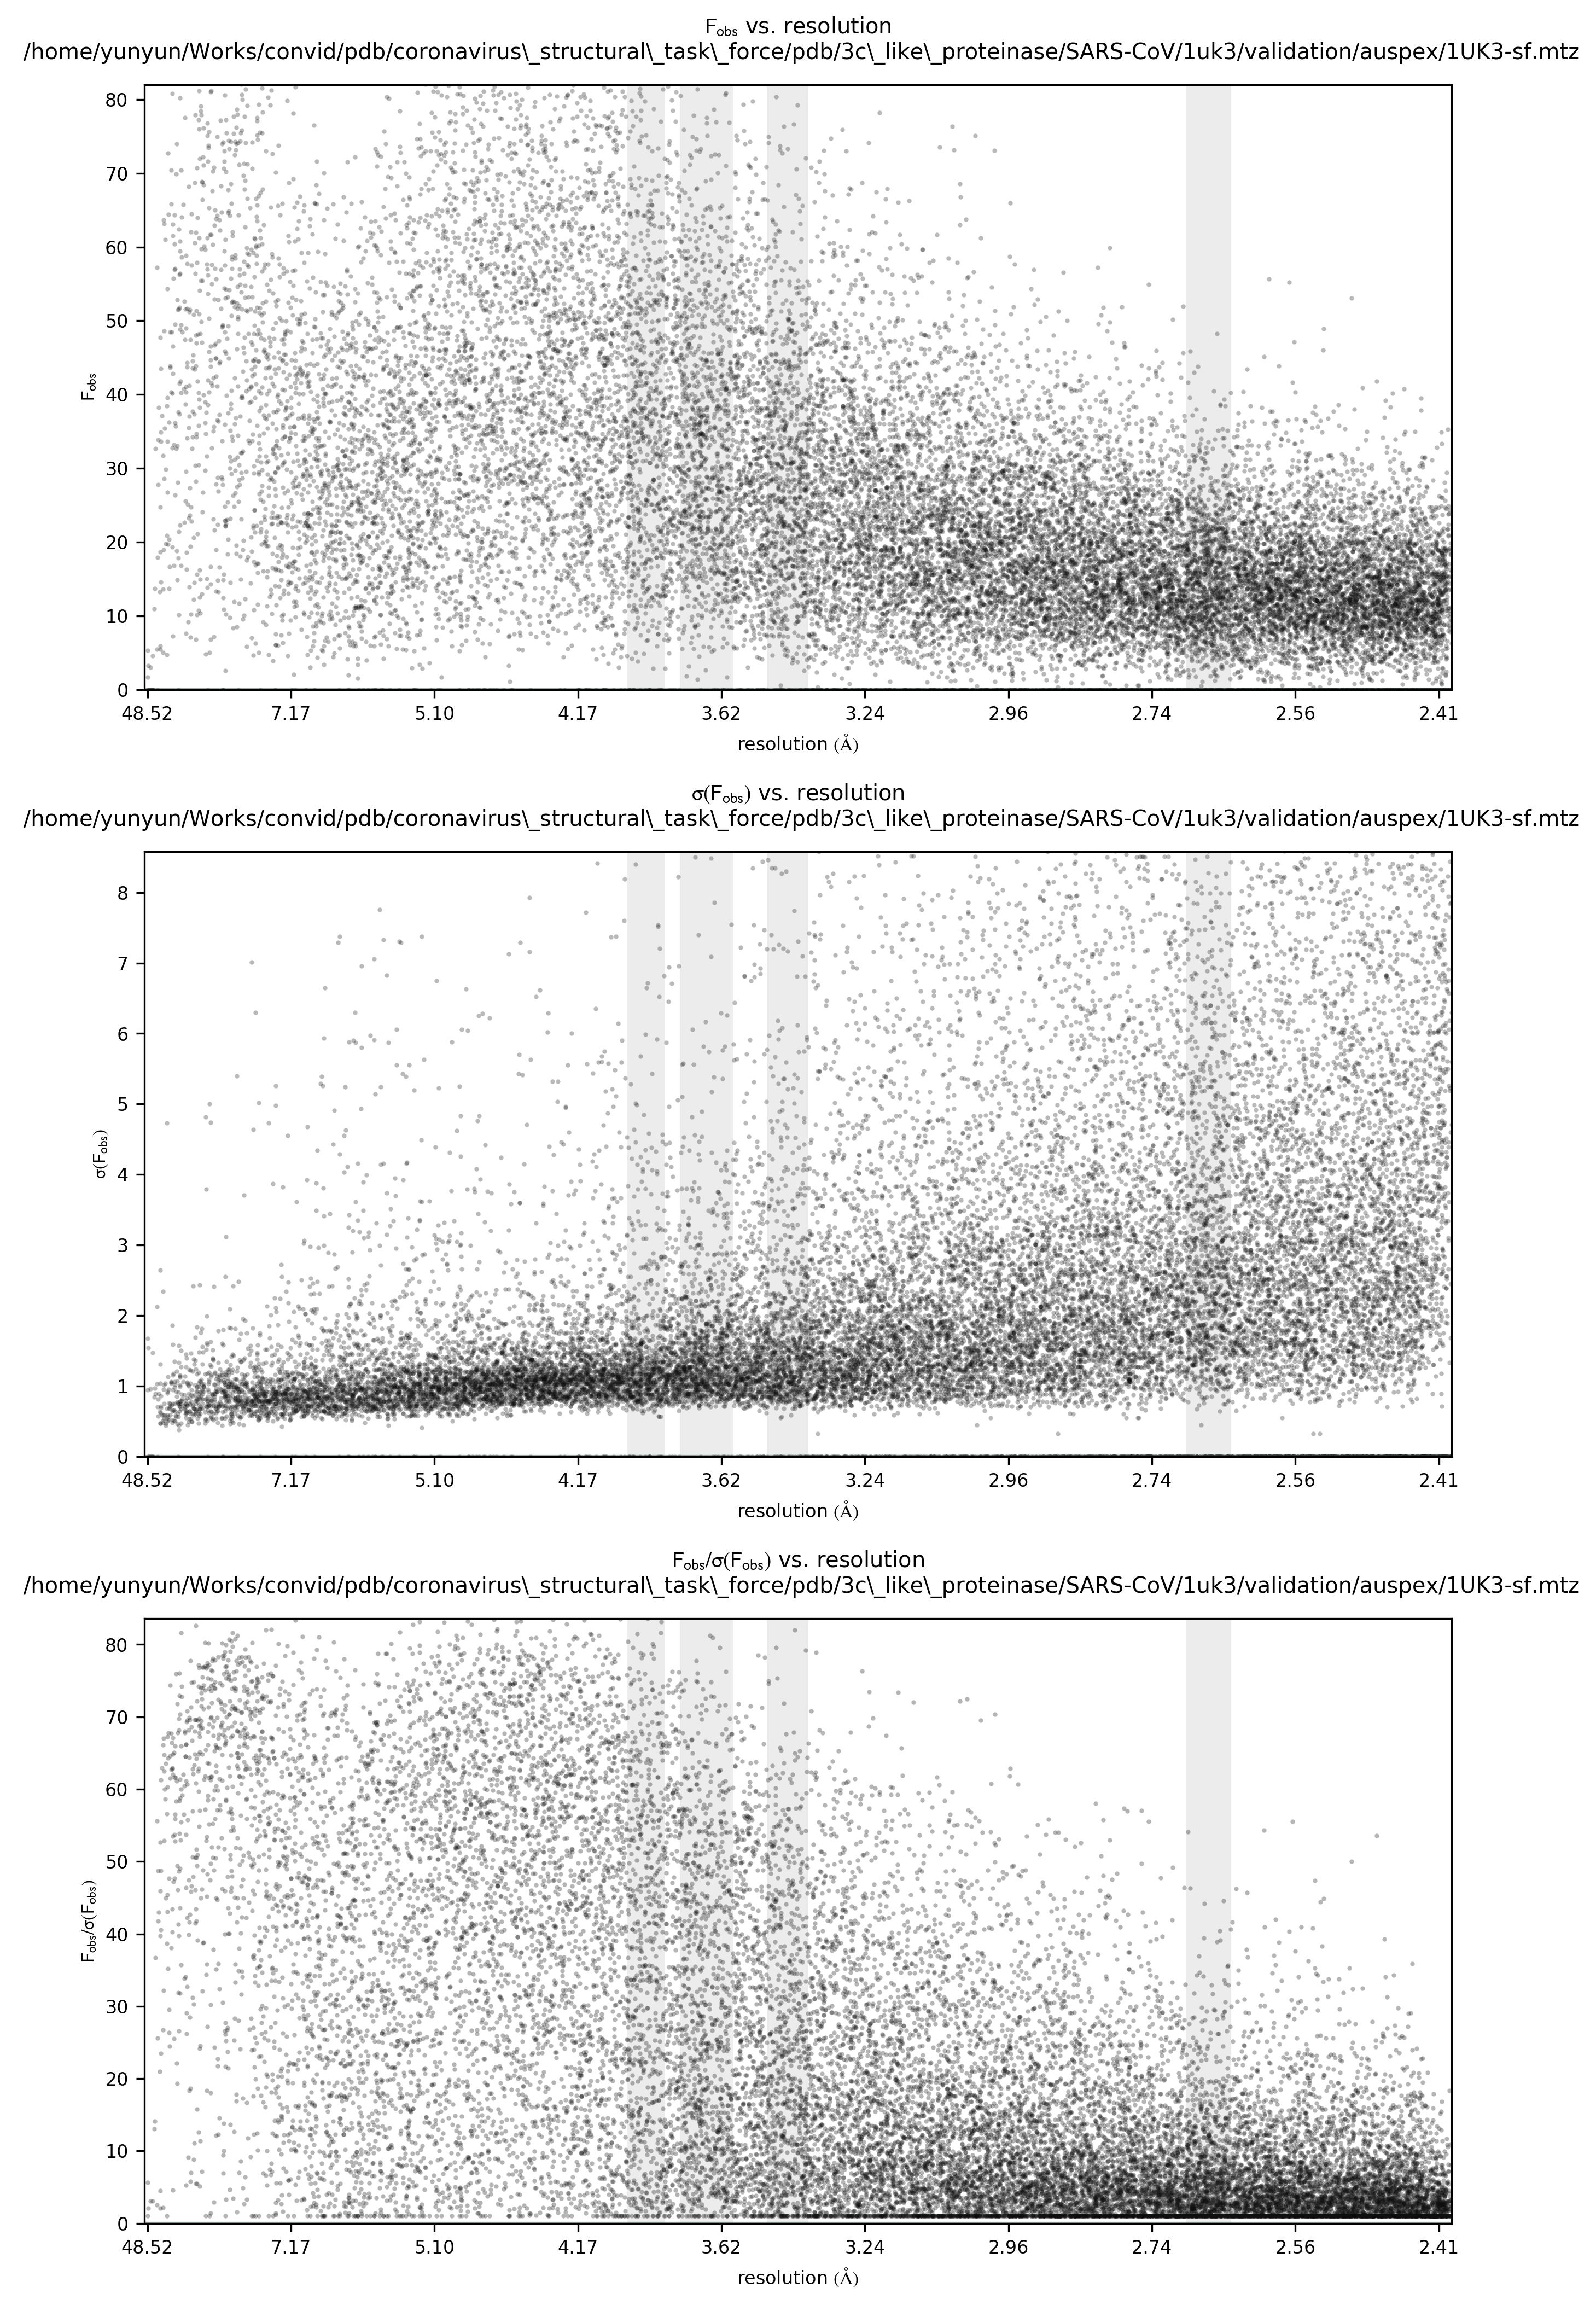 Fobs vs. resolution
/home/yunyun/Works/convid/pdb/coronavirus\_structural\_task\_force/pdb/3c\_like\_proteinase/SARS-CoV/1uk3/validation/auspex/1UK3-sf.mtz
80
70
60
50
40
30
20
10
0
Fobs
48.52 7.17 5.10 4.17 3.62 3.24 2.96 2.74 2.56 2.41
resolution (Å)
σ(Fobs) vs. resolution
/home/yunyun/Works/convid/pdb/coronavirus\_structural\_task\_force/pdb/3c\_like\_proteinase/SARS-CoV/1uk3/validation/auspex/1UK3-sf.mtz
8
7
6
5
4
3
2
1
0
σ(Fobs)
48.52 7.17 5.10 4.17 3.62 3.24 2.96 2.74 2.56 2.41
resolution (Å)
Fobs/σ(Fobs) vs. resolution
/home/yunyun/Works/convid/pdb/coronavirus\_structural\_task\_force/pdb/3c\_like\_proteinase/SARS-CoV/1uk3/validation/auspex/1UK3-sf.mtz
80
70
60
50
40
30
20
10
0
Fobs/σ(Fobs)
48.52 7.17 5.10 4.17 3.62 3.24 2.96 2.74 2.56 2.41
resolution (Å)